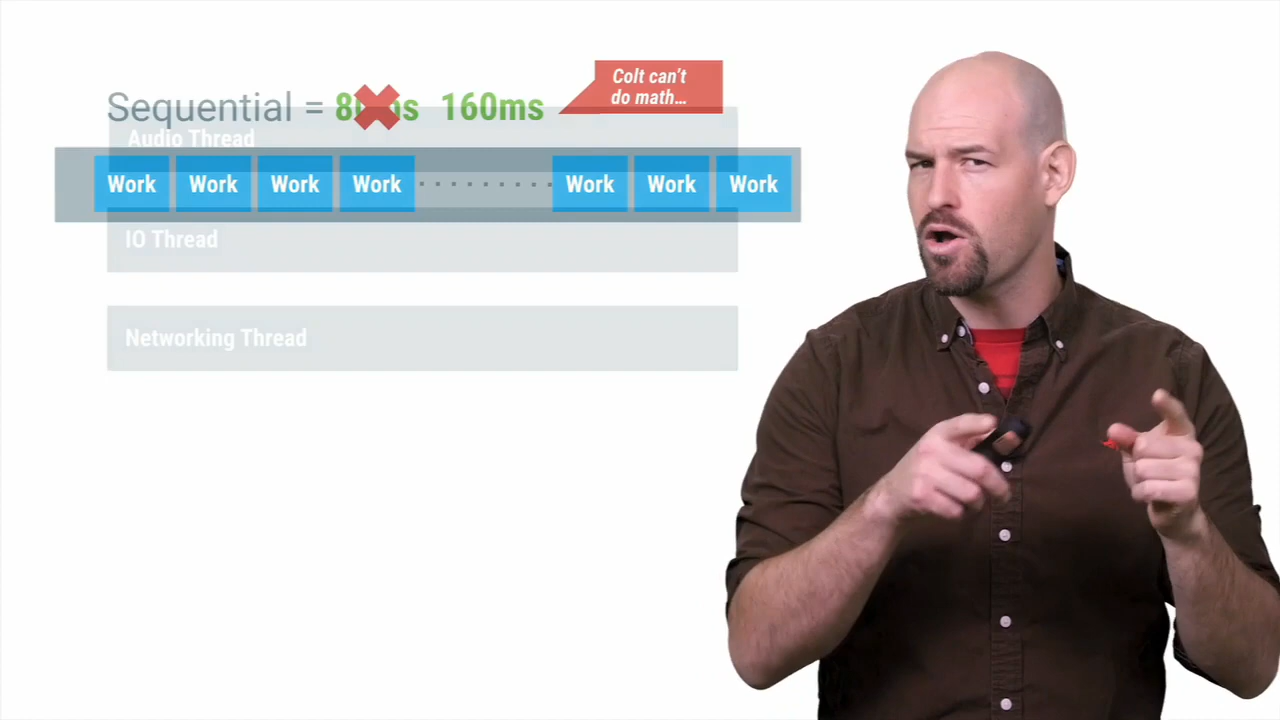 Sequential = 160ms
Colt can't
do math...
Audio Thread
Work Work Work Work Work Work Work
IO Thread
Networking Thread